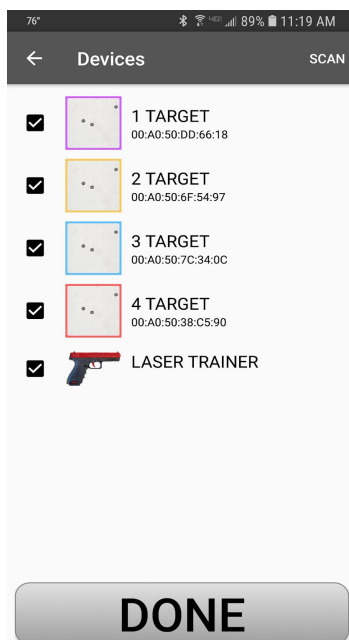 76° 89% 11:19 AM
Devices SCAN
1 TARGET
00:A0:50:DD:66:18
2 TARGET
00:A0:50:6F:54:97
3 TARGET
00:A0:50:7C:34:0C
4 TARGET
00:A0:50:38:C5:90
LASER TRAINER
DONE